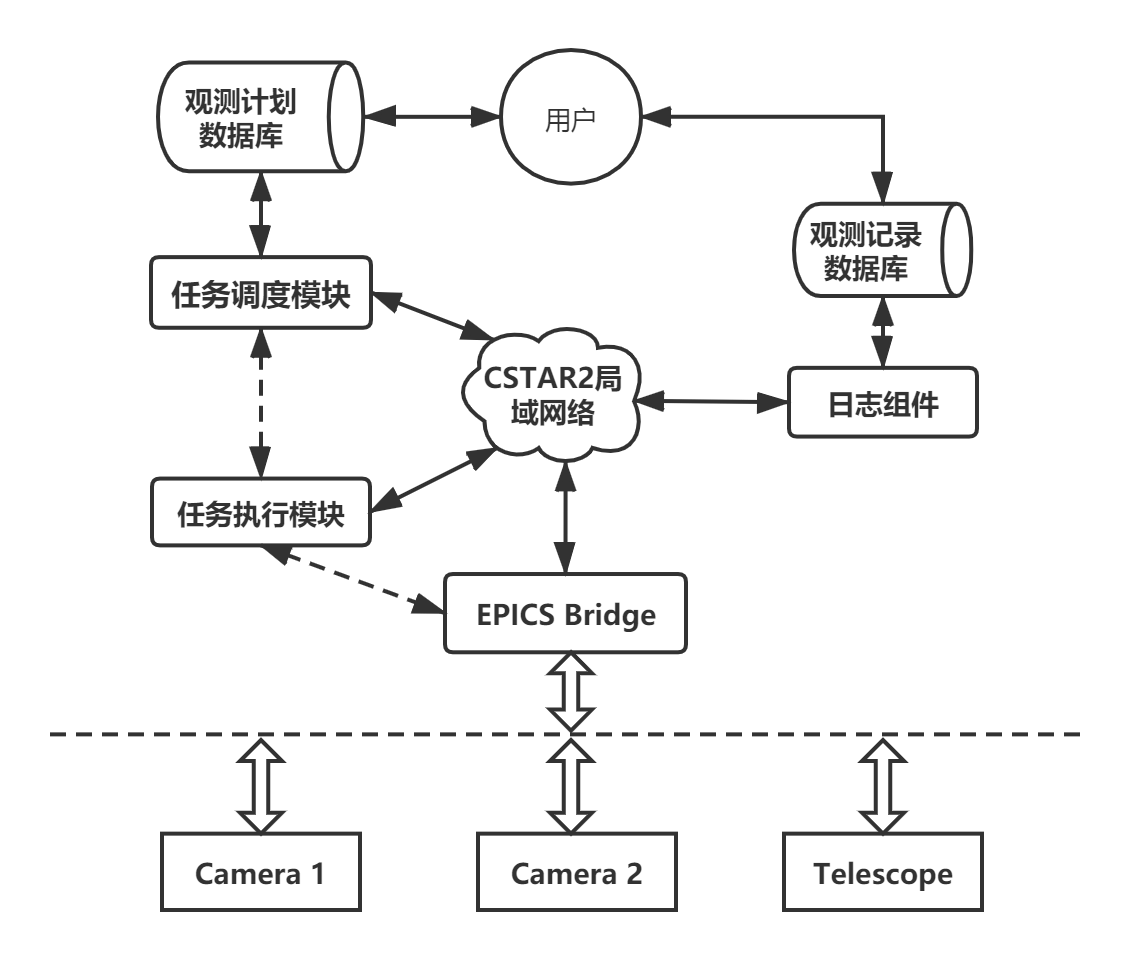 观测计划
数据库
用户
观测记录
数据库
任务调度模块
CSTAR2局
域网络
日志组件
任务执行模块
EPICS Bridge
Camera 1
Camera 2
Telescope